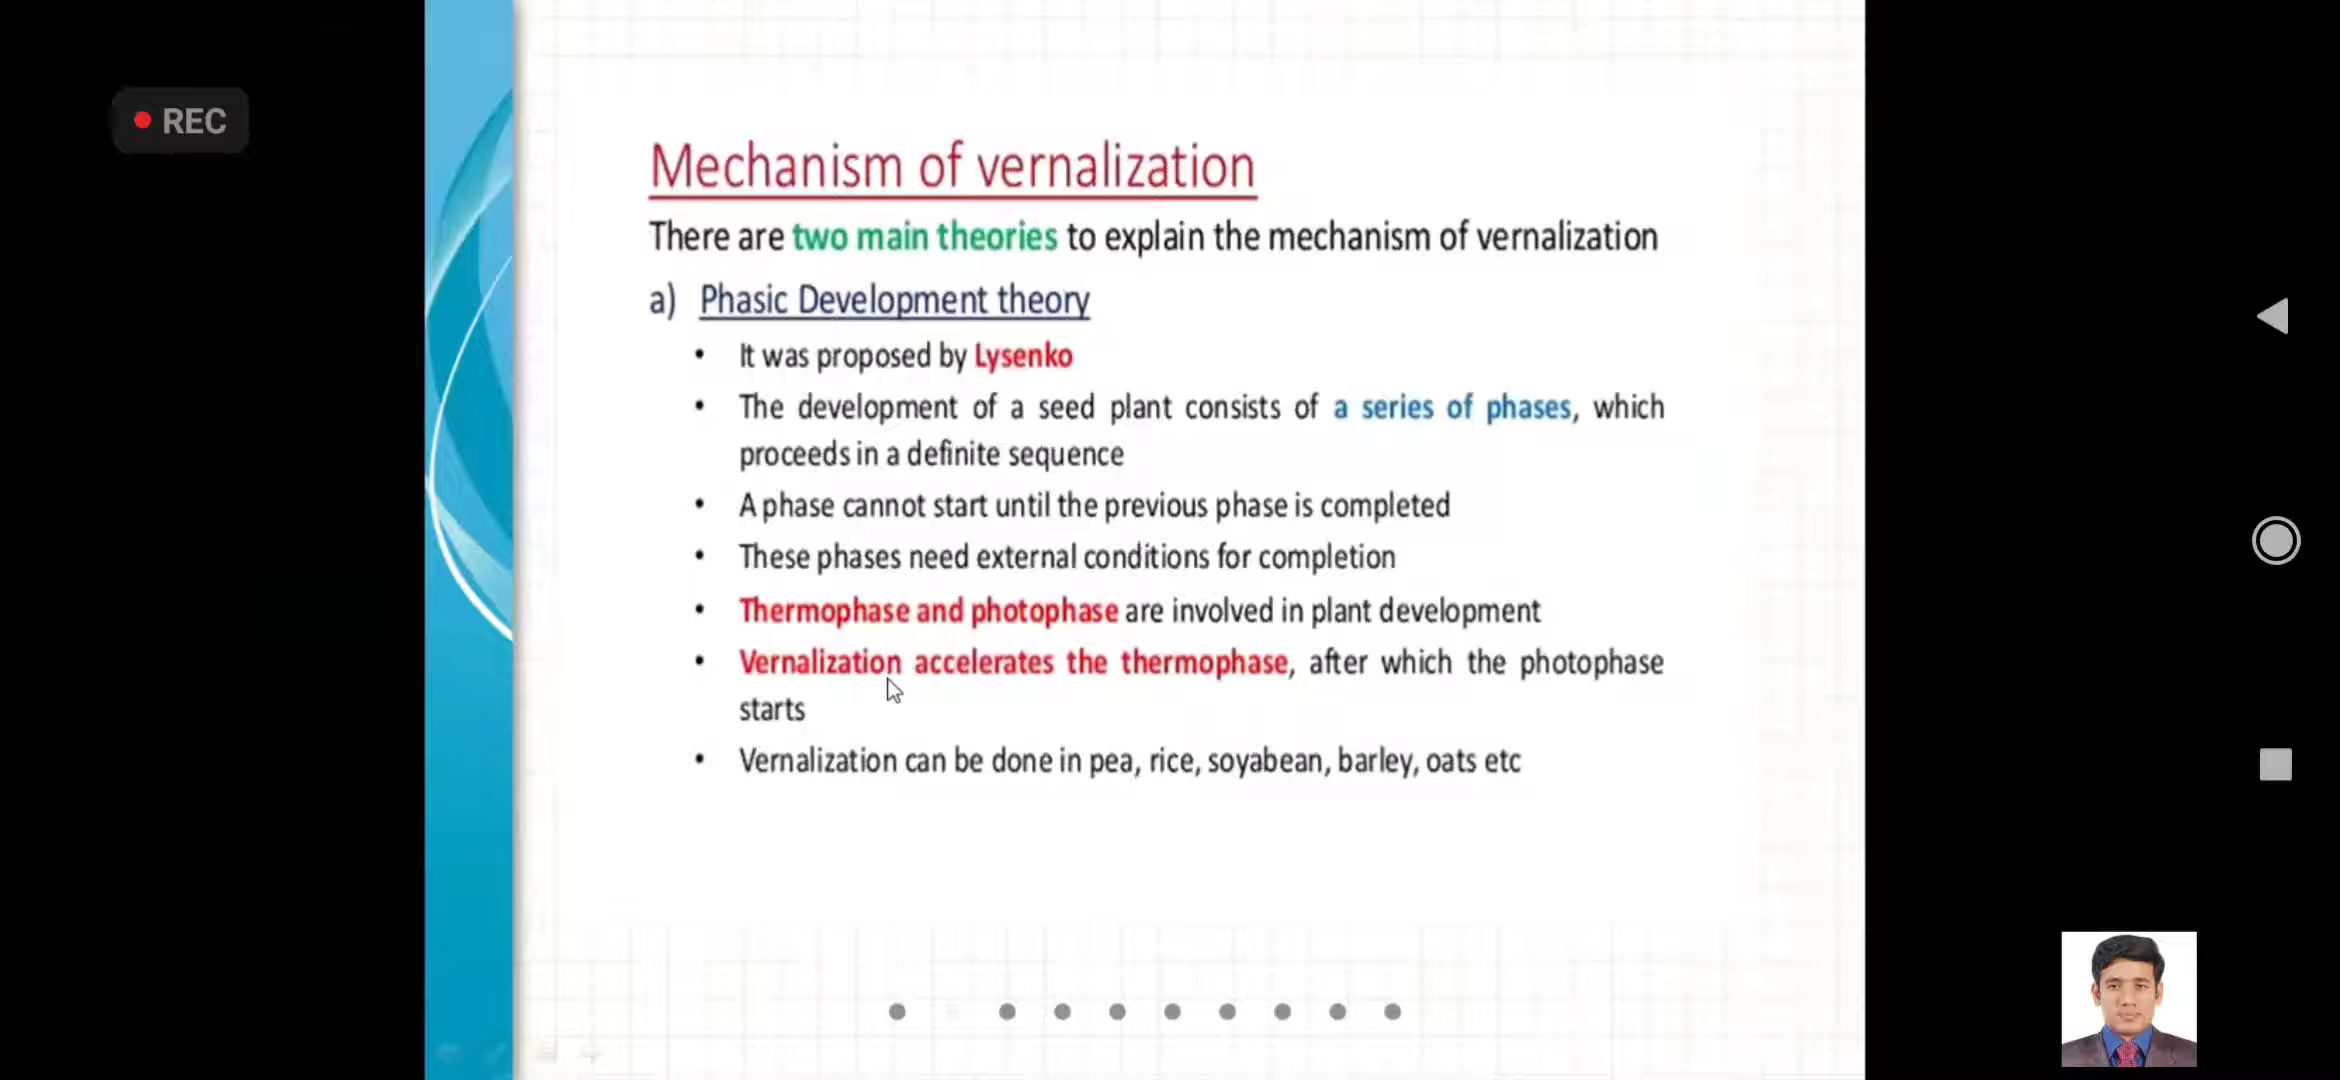 REC
Mechanism of vernalization
There are two main theories to explain the mechanism of vernalization
a) Phasic Development theory
• It was proposed by Lysenko
• The development of a seed plant consists of a series of phases, which
proceeds in a definite sequence
• A phase cannot start until the previous phase is completed
• These phases need external conditions for completion
• Thermophase and photophase are involved in plant development
• Vernalization accelerates the thermophase, after which the photophase
starts
• Vernalization can be done in pea, rice, soyabean, barley, oats etc